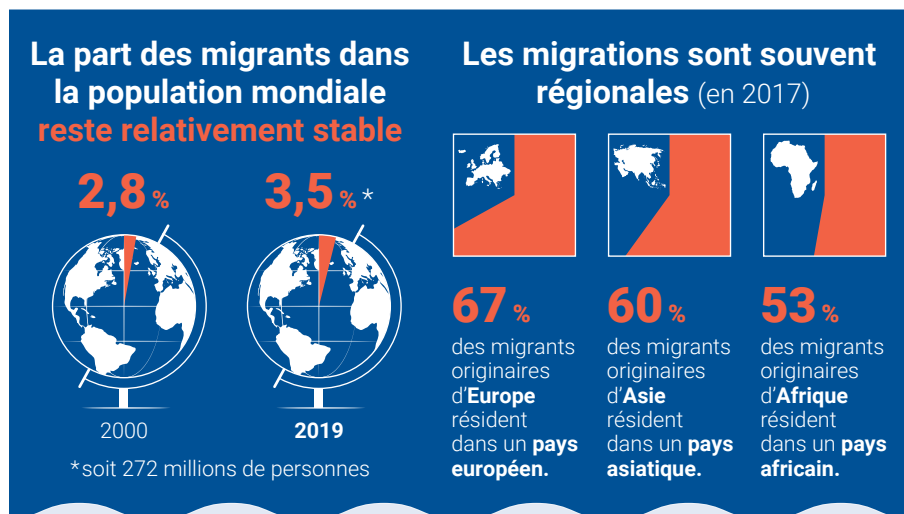 La part des migrants dans
la population mondiale
reste relativement stable
2,8 %
3,5 % *
2000
2019
*soit 272 millions de personnes
Les migrations sont souvent
régionales (en 2017)
67 %
des migrants
originaires
d'Europe
résident
dans un pays
européen.
60 %
des migrants
originaires
d'Asie
résident
dans un pays
asiatique.
53 %
des migrants
originaires
d'Afrique
résident
dans un pays
africain.